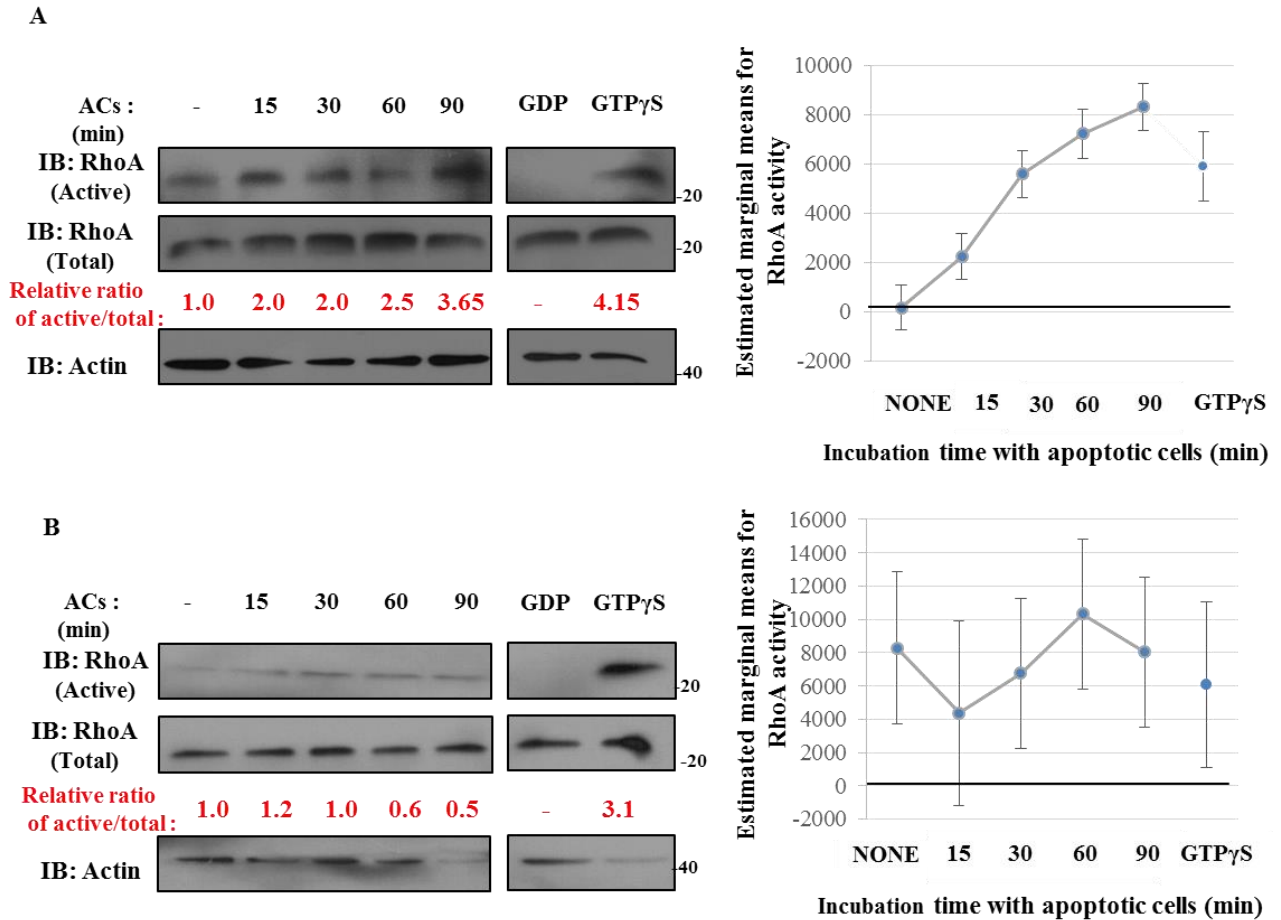 A
ACs : - 15 30 60 90 GDP GTPγS
(min)
IB: RhoA
(Active)
-20
IB: RhoA
(Total)
-20
Relative ratio
of active/total : 1.0 2.0 2.0 2.5 3.65 - 4.15
IB: Actin
-40
Estimated marginal means for
RhoA activity
10000
8000
6000
4000
2000
0
-2000
NONE 15 30 60 90 GTPγS
Incubation time with apoptotic cells (min)
B
ACs : - 15 30 60 90 GDP GTPγS
(min)
IB: RhoA
(Active)
-20
IB: RhoA
(Total)
-20
Relative ratio
of active/total : 1.0 1.2 1.0 0.6 0.5 - 3.1
IB: Actin
-40
Estimated marginal means for
RhoA activity
16000
14000
12000
10000
8000
6000
4000
2000
0
-2000
NONE 15 30 60 90 GTPγS
Incubation time with apoptotic cells (min)